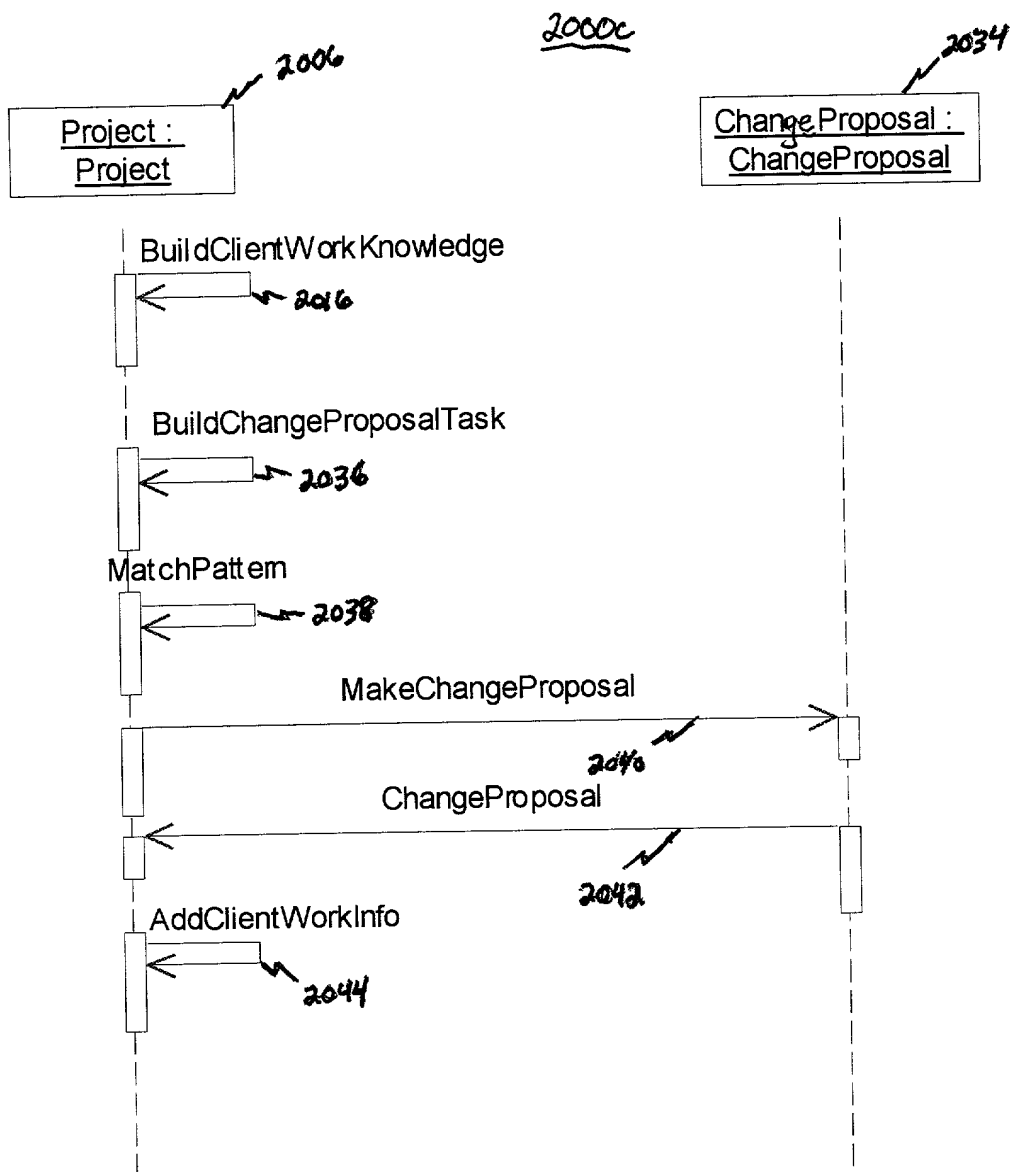 2000c
2006
2034
Project :
Project
ChangeProposal :
ChangeProposal
BuildClientWorkKnowledge
2016
BuildChangeProposalTask
2036
MatchPattern
2038
MakeChangeProposal
2040
ChangeProposal
2042
AddClientWorkInfo
2044